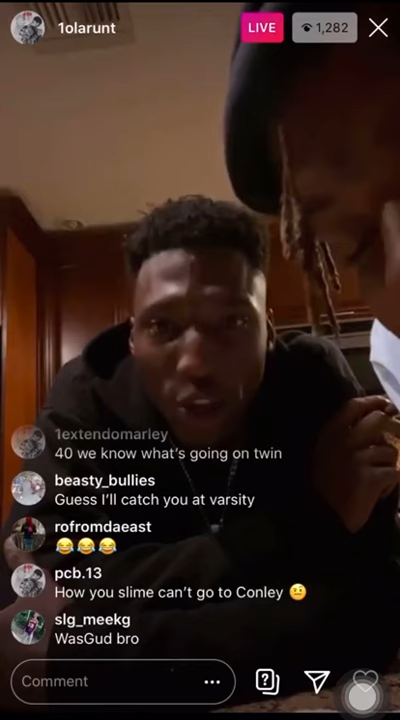 1olarunt
LIVE
1,282
1extendomarley
40 we know what's going on twin
beasty_bullies
Guess I'll catch you at varsity
rofromdaeast
😂😂😂
pcb.13
How you slime can't go to Conley 🤨
slg_meekg
WasGud bro
Comment